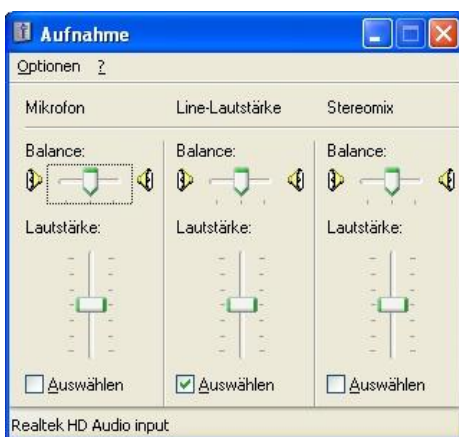 Aufnahme
Optionen ?
Mikrofon Line-Lautstärke Stereomix
Balance: Balance: Balance:
Lautstärke: Lautstärke: Lautstärke:
Auswählen Auswählen Auswählen
Realtek HD Audio input